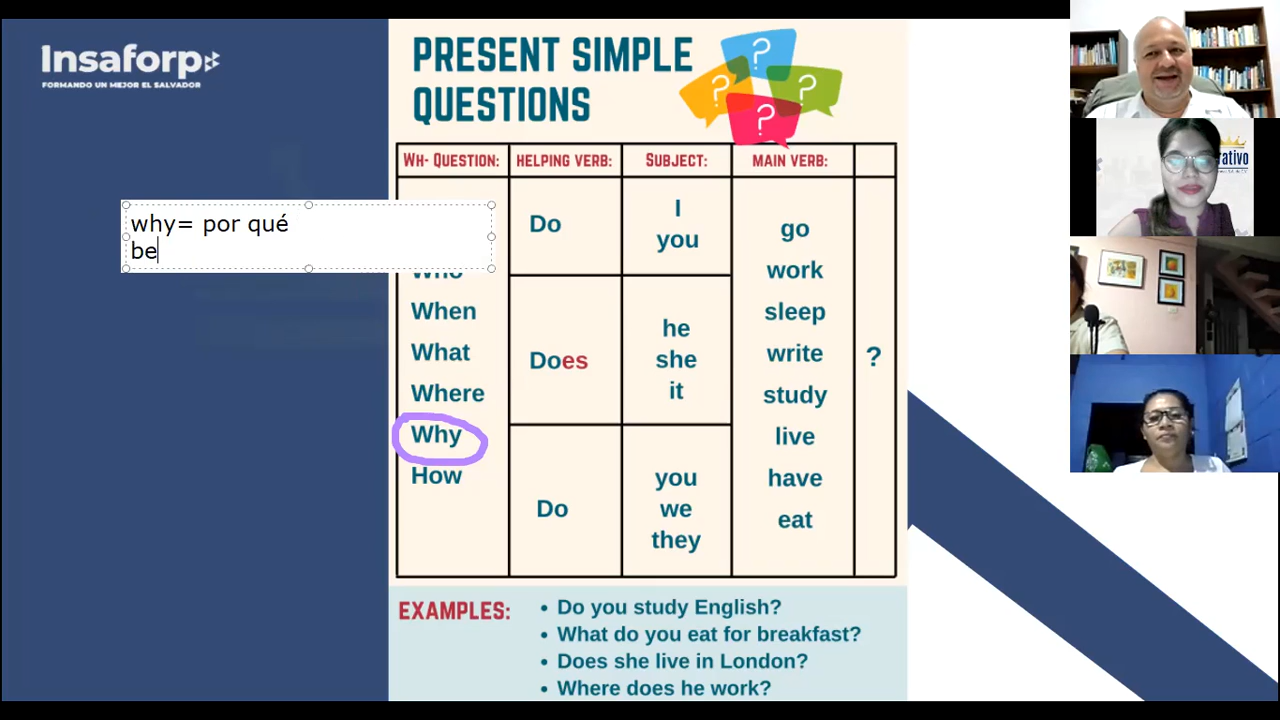 Insaforp
FORMANDO UN MEJOR EL SALVADOR
PRESENT SIMPLE
QUESTIONS
? ? ? ?
WH- QUESTION: HELPING VERB: SUBJECT: MAIN VERB:
why= por qué
be
Who
When
What
Where
Why
How
Do
Does
Do
I
you
he
she
it
you
we
they
go
work
sleep
write
study
live
have
eat
?
EXAMPLES:
• Do you study English?
• What do you eat for breakfast?
• Does she live in London?
• Where does he work?
rativo